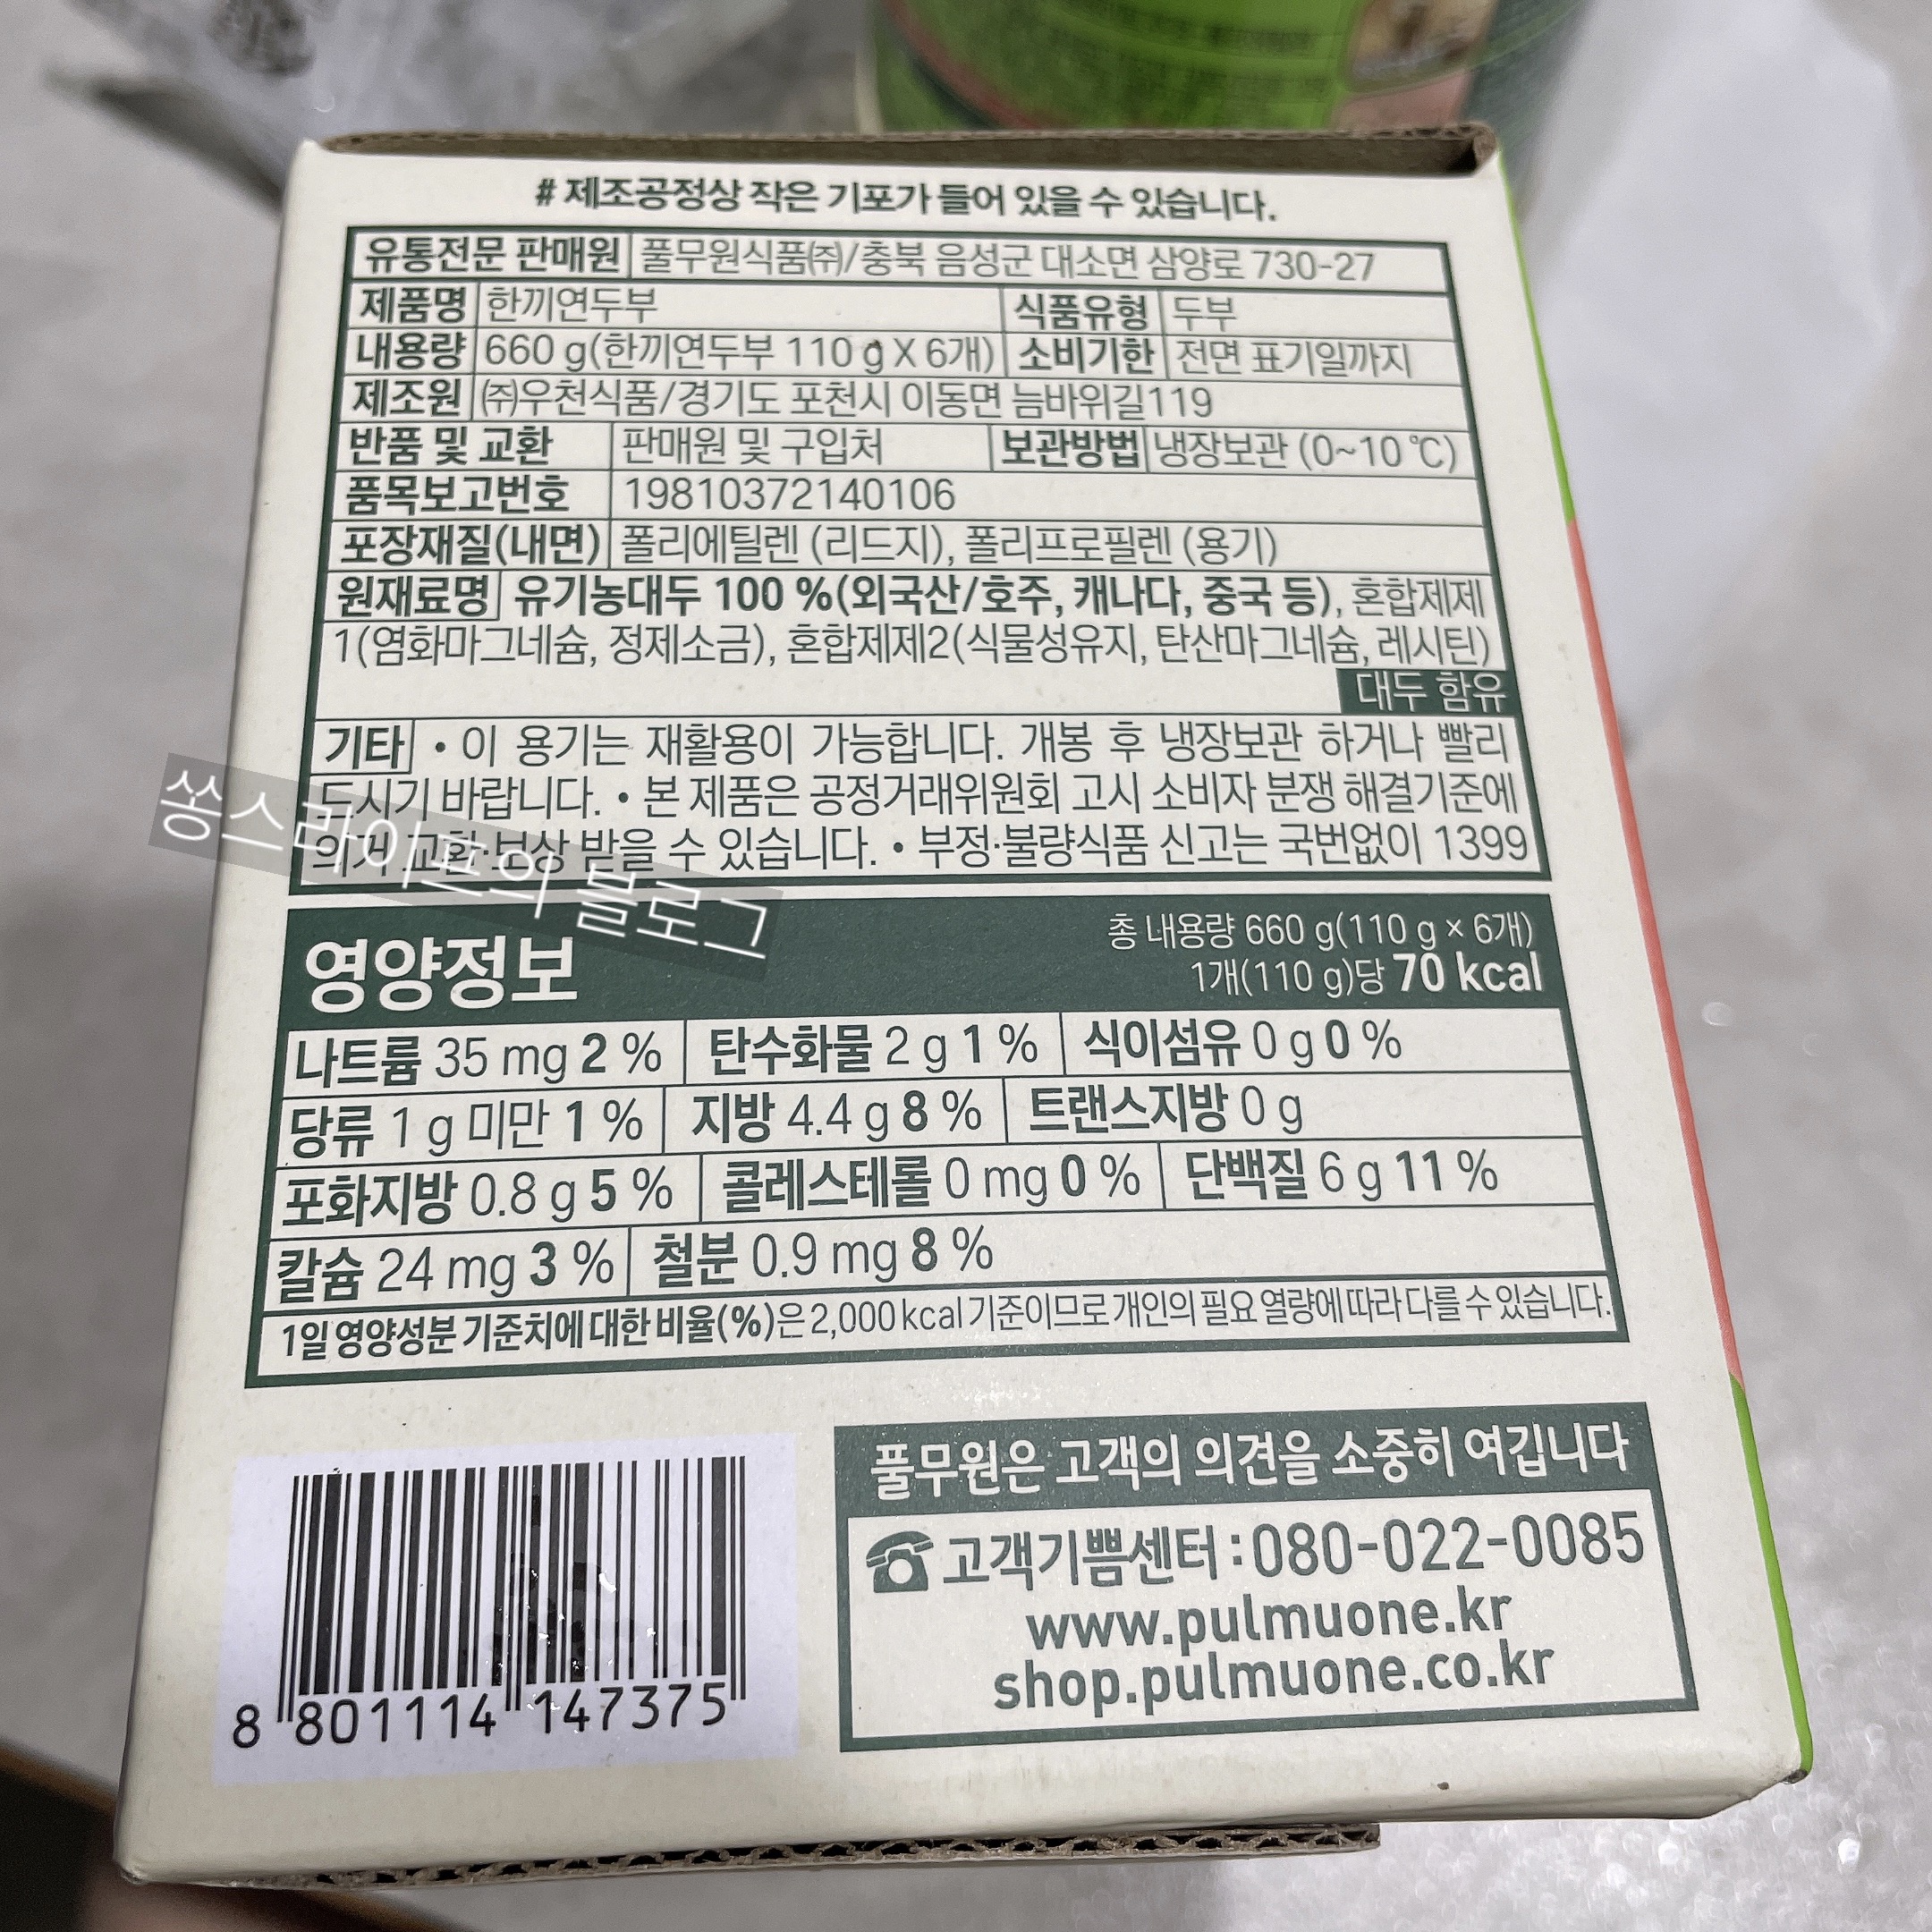 # 제조공정상 작은 기포가 들어 있을 수 있습니다.
유통전문 판매원 풀무원식품㈜/충북 음성군 대소면 삼양로 730-27
제품명 한끼연두부 식품유형 두부
내용량 660 g(한끼연두부 110 g X 6개) 소비기한 전면 표기일까지
제조원 ㈜우천식품/경기도 포천시 이동면 늠바위길119
반품 및 교환 판매원 및 구입처 보관방법 냉장보관 (0~10 ℃)
품목보고번호 19810372140106
포장재질(내면) 폴리에틸렌 (리드지), 폴리프로필렌 (용기)
원재료명 유기농대두 100 %(외국산/호주, 캐나다, 중국 등), 혼합제제
1(염화마그네슘, 정제소금), 혼합제제2(식물성유지, 탄산마그네슘, 레시틴)
대두 함유
기타 • 이 용기는 재활용이 가능합니다. 개봉 후 냉장보관 하거나 빨리
드시기 바랍니다. • 본 제품은 공정거래위원회 고시 소비자 분쟁 해결기준에
의거 교환·보상 받을 수 있습니다. • 부정·불량식품 신고는 국번없이 1399
쏭스라이프의 블로그
영양정보
총 내용량 660 g(110 g × 6개)
1개(110 g)당 70 kcal
나트륨 35 mg 2 % 탄수화물 2 g 1 % 식이섬유 0 g 0 %
당류 1 g 미만 1 % 지방 4.4 g 8 % 트랜스지방 0 g
포화지방 0.8 g 5 % 콜레스테롤 0 mg 0 % 단백질 6 g 11 %
칼슘 24 mg 3 % 철분 0.9 mg 8 %
1일 영양성분 기준치에 대한 비율(%)은 2,000 kcal 기준이므로 개인의 필요 열량에 따라 다를 수 있습니다.
풀무원은 고객의 의견을 소중히 여깁니다
고객기쁨센터 : 080-022-0085
www.pulmuone.kr
shop.pulmuone.co.kr
8 801114 147375